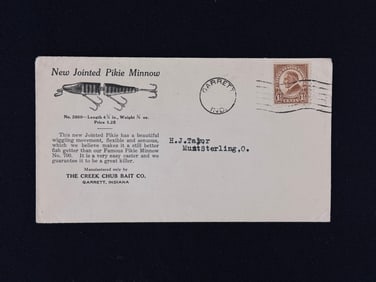 New Jointed Pikie Minnow
No. 2600—Length 4½ in., Weight ¾ oz.
Price 1.25
This new Jointed Pikie has a beautiful
wiggling movement, flexible and sensuous,
which we believe makes it a still better
fish getter than our Famous Pikie Minnow
No. 700. It is a very easy caster and we
guarantee it to be a great killer.
Manufactured only by
THE CREEK CHUB BAIT CO.
GARRETT, INDIANA
GARRETT
IND.
CENTS
H.J.Tabor
MuntSterling,O.